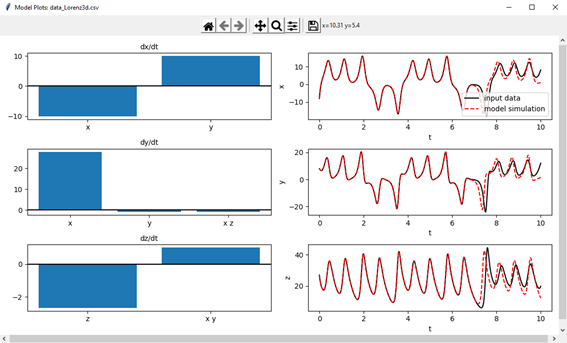 Model Plots: data_Lorenz3d.csv
x=10.31 y=5.4
dx/dt
10
0
−10
x y
x
10
0
−10
input data
model simulation
0 2 4 6 8 10
t
dy/dt
20
10
0
x y x z
y
20
0
−20
0 2 4 6 8 10
t
dz/dt
0
−2
z x y
z
40
20
0 2 4 6 8 10
t